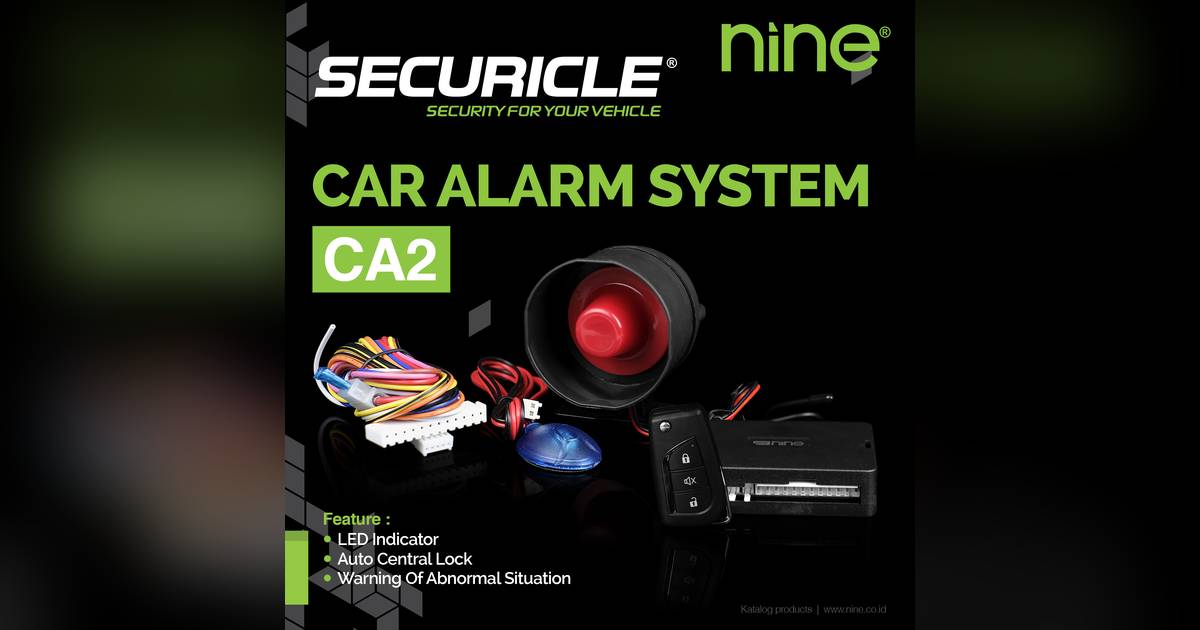 SECURICLE®
SECURITY FOR YOUR VEHICLE
nine®
CAR ALARM SYSTEM
CA2
nine
Feature :
LED Indicator
Auto Central Lock
Warning Of Abnormal Situation
Katalog products | www.nine.co.id